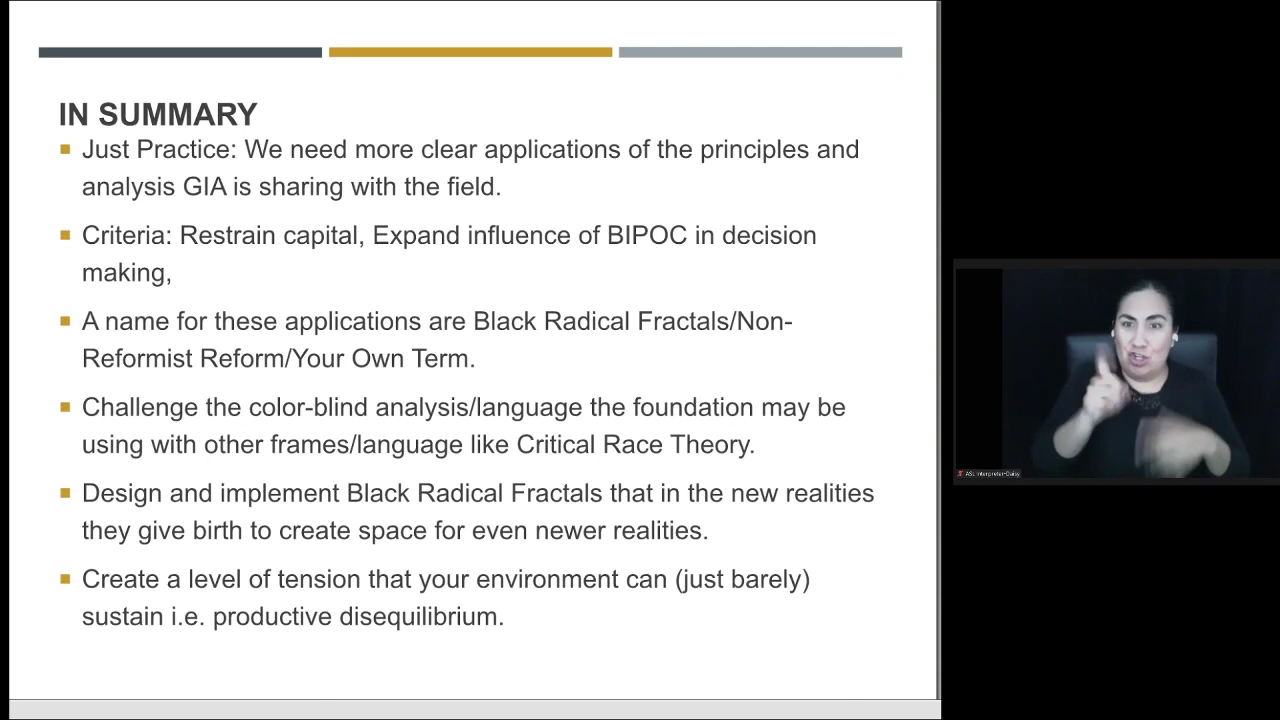 IN SUMMARY
Just Practice: We need more clear applications of the principles and
analysis GIA is sharing with the field.
Criteria: Restrain capital, Expand influence of BIPOC in decision
making,
A name for these applications are Black Radical Fractals/Non-
Reformist Reform/Your Own Term.
Challenge the color-blind analysis/language the foundation may be
using with other frames/language like Critical Race Theory.
Design and implement Black Radical Fractals that in the new realities
they give birth to create space for even newer realities.
Create a level of tension that your environment can (just barely)
sustain i.e. productive disequilibrium.
ASL Interpreter-Daisy